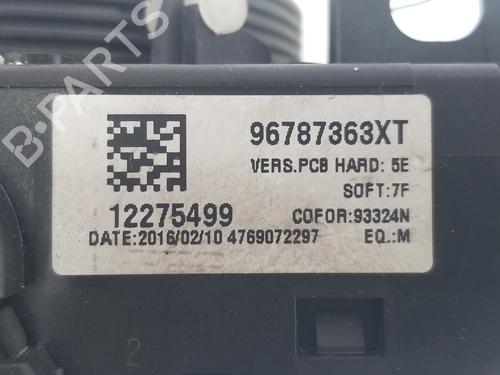 96787363XT
VERS.PCB HARD: 5E
SOFT:7F
12275499
COFOR:93324N
DATE:2016/02/10 4769072297
EQ.:M
2
B-PARTS